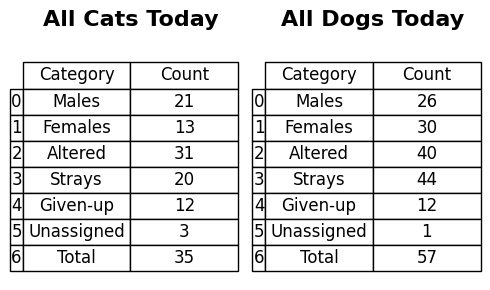 All Cats Today
Category Count
0 Males 21
1 Females 13
2 Altered 31
3 Strays 20
4 Given-up 12
5 Unassigned 3
6 Total 35
All Dogs Today
Category Count
0 Males 26
1 Females 30
2 Altered 40
3 Strays 44
4 Given-up 12
5 Unassigned 1
6 Total 57